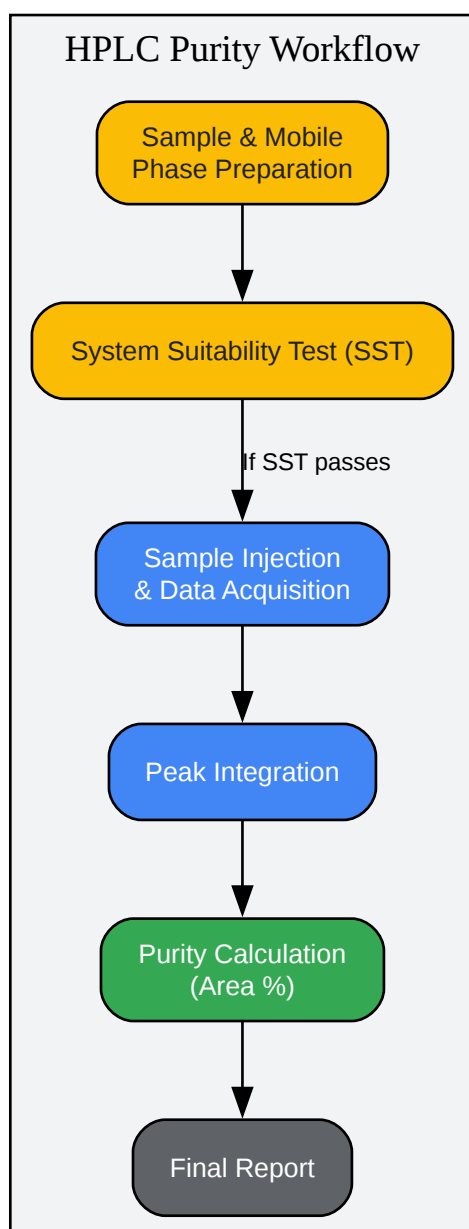 HPLC Purity Workflow
Sample & Mobile
Phase Preparation
System Suitability Test (SST)
If SST passes
Sample Injection
& Data Acquisition
Peak Integration
Purity Calculation
(Area %)
Final Report